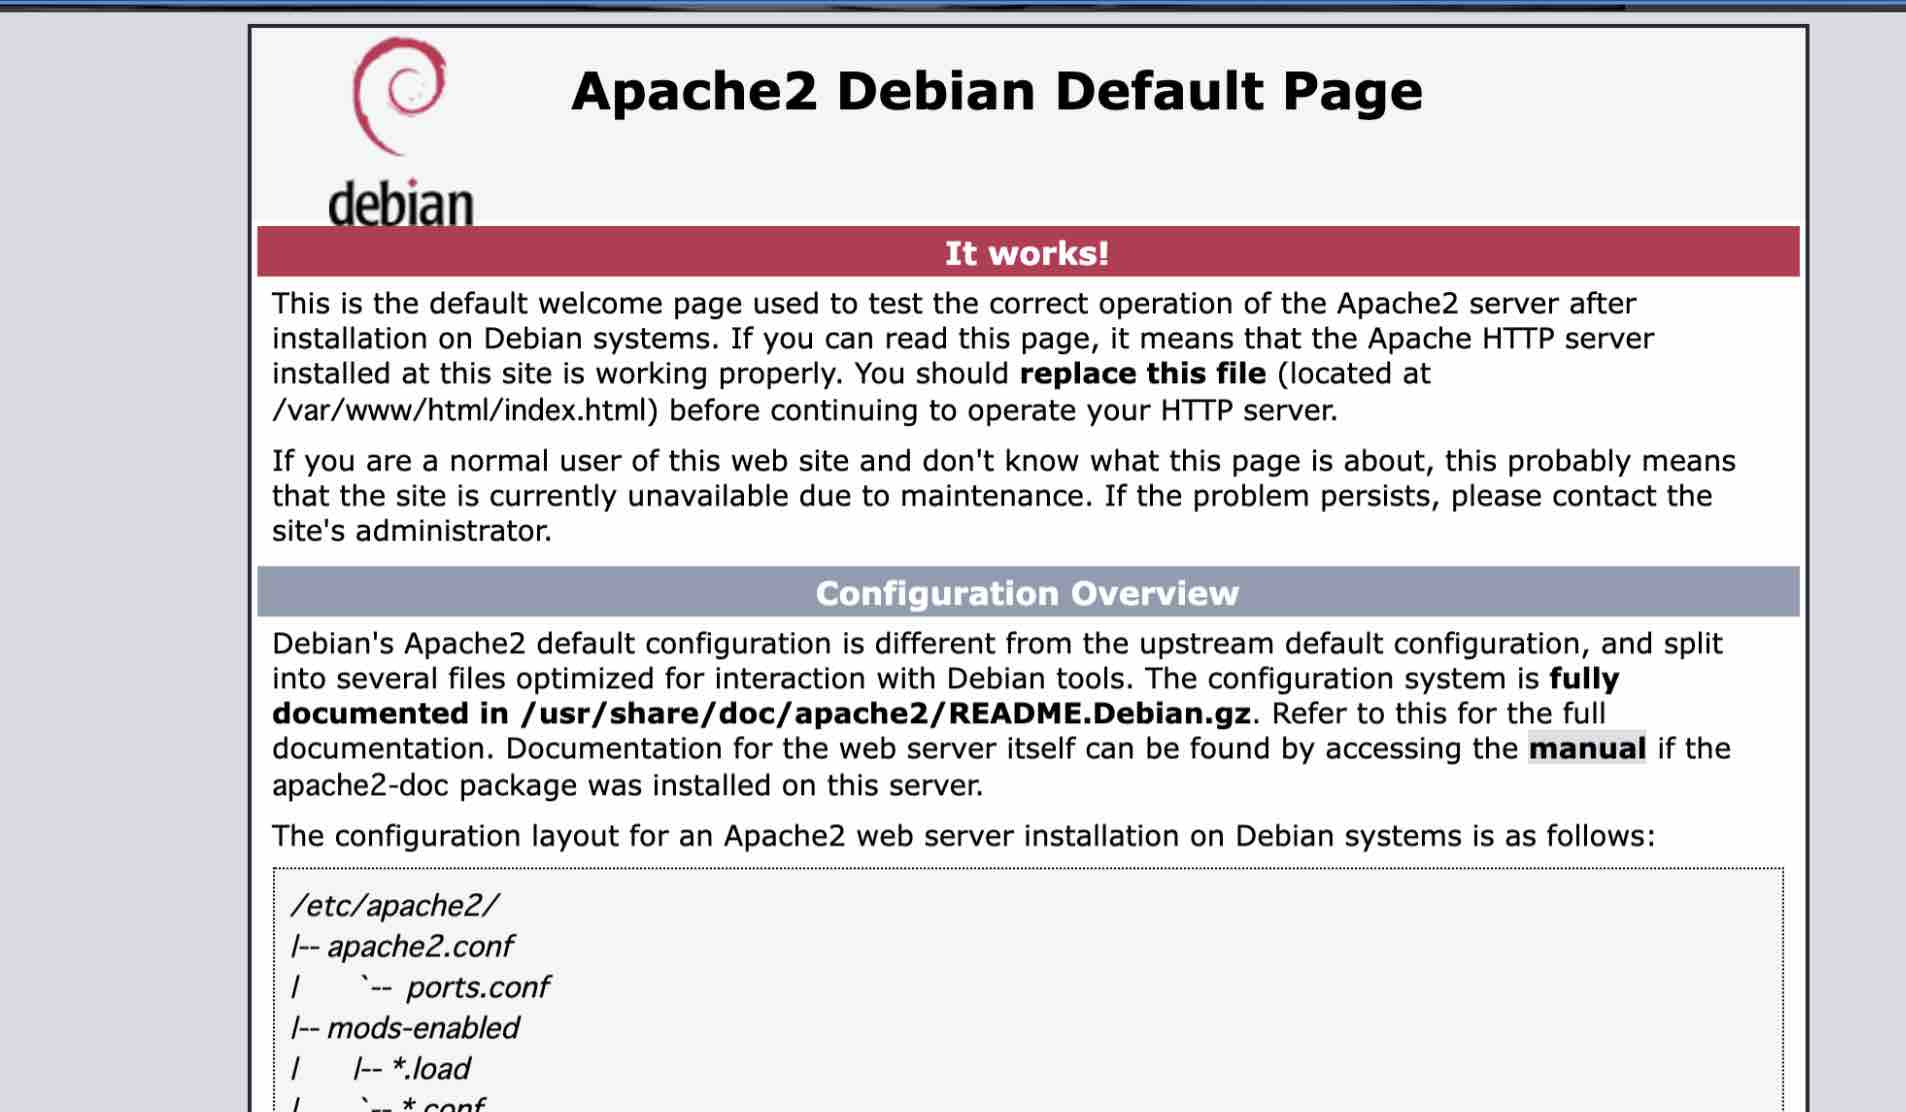 Apache2 Debian Default Page
debian
It works!
This is the default welcome page used to test the correct operation of the Apache2 server after
installation on Debian systems. If you can read this page, it means that the Apache HTTP server
installed at this site is working properly. You should replace this file (located at
/var/www/html/index.html) before continuing to operate your HTTP server.
If you are a normal user of this web site and don't know what this page is about, this probably means
that the site is currently unavailable due to maintenance. If the problem persists, please contact the
site's administrator.
Configuration Overview
Debian's Apache2 default configuration is different from the upstream default configuration, and split
into several files optimized for interaction with Debian tools. The configuration system is fully
documented in /usr/share/doc/apache2/README.Debian.gz. Refer to this for the full
documentation. Documentation for the web server itself can be found by accessing the manual if the
apache2-doc package was installed on this server.
The configuration layout for an Apache2 web server installation on Debian systems is as follows:
/etc/apache2/
|-- apache2.conf
|       `--  ports.conf
|-- mods-enabled
|       |-- *.load
|       `-- *.conf